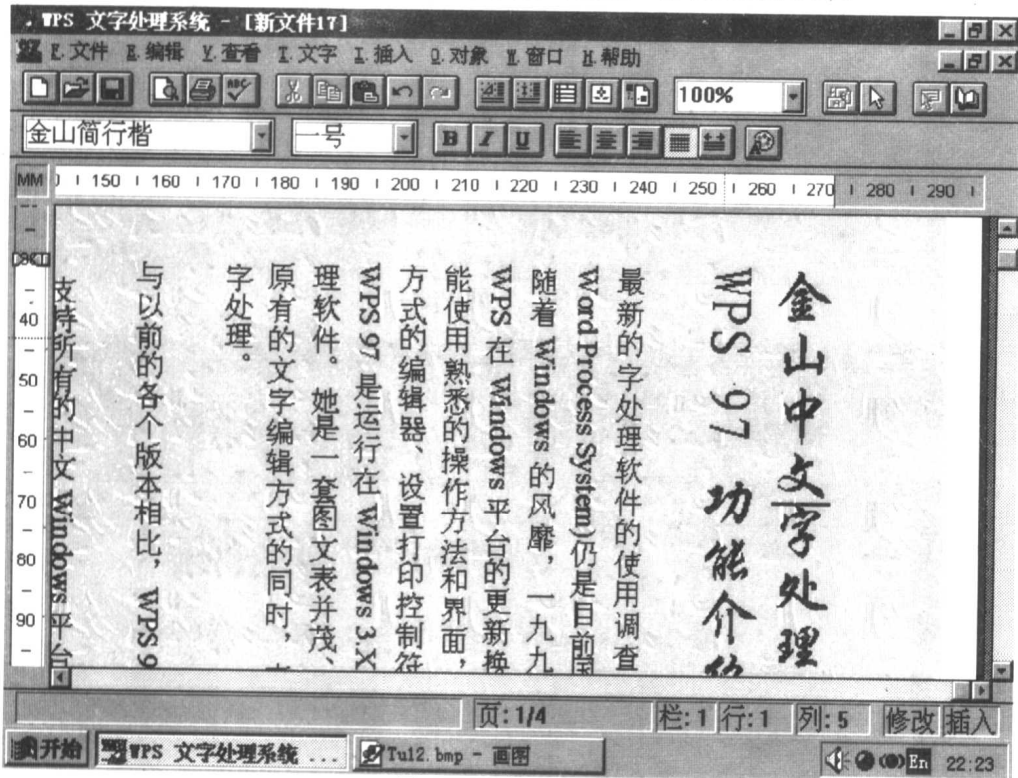 WPS 文字处理系统 - [新文件17]
F.文件 E.编辑 V.查看 T.文字 I.插入 O.对象 W.窗口 H.帮助
ABC
100%
金山简行楷 一号 B I U
MM 150 160 170 180 190 200 210 220 230 240 250 260 270 280 290
40
50
60
70
80
90
金山中文字处理
WPS 97 功能介绍
最新的字处理软件的使用调查
Word Process System)仍是目前国
随着 Windows 的风靡，一九九
WPS 在 Windows 平台的更新换
能使用熟悉的操作方法和界面，
方式的编辑器、设置打印控制符
WPS 97 是运行在 Windows 3.X
理软件。她是一套图文表并茂、
原有的文字编辑方式的同时，
字处理。
与以前的各个版本相比，WPS 9
支持所有的中文 Windows 平台
页:1/4 栏:1 行:1 列:5 修改 插入
开始 WPS 文字处理系统 ... Tu12.bmp - 画图 En 22:23